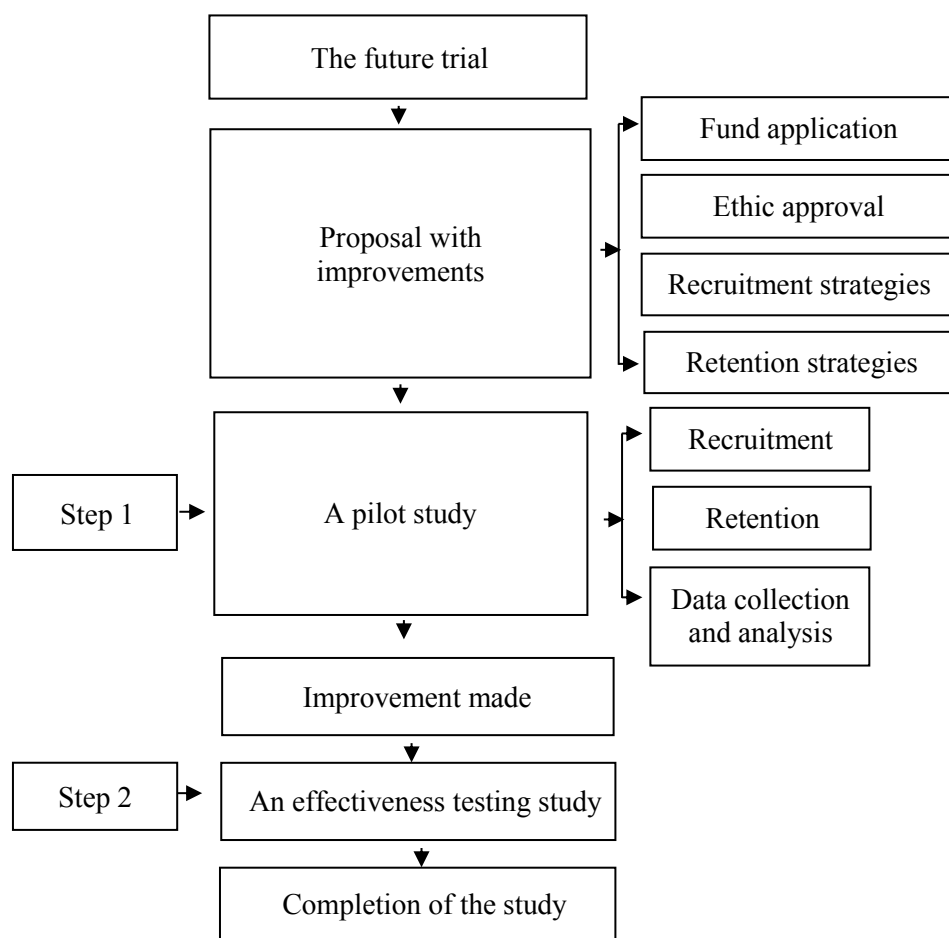 The future trial
Fund application
Ethic approval
Proposal with
improvements
Recruitment strategies
Retention strategies
Recruitment
Step 1
A pilot study
Retention
Data collection
and analysis
Improvement made
Step 2
An effectiveness testing study
Completion of the study